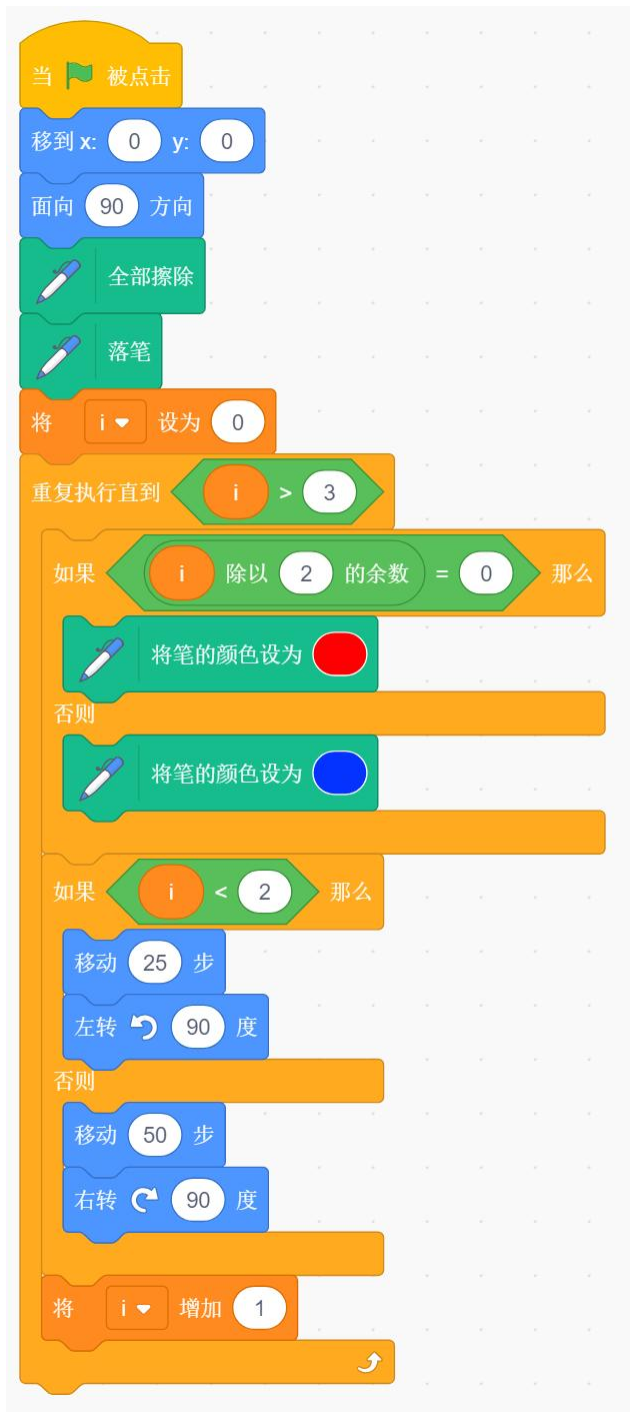 当 被点击
移到 x: 0 y: 0
面向 90 方向
全部擦除
落笔
将 i 设为 0
重复执行直到 i > 3
如果 i 除以 2 的余数 = 0 那么
将笔的颜色设为
否则
将笔的颜色设为
如果 i < 2 那么
移动 25 步
左转 90 度
否则
移动 50 步
右转 90 度
将 i 增加 1